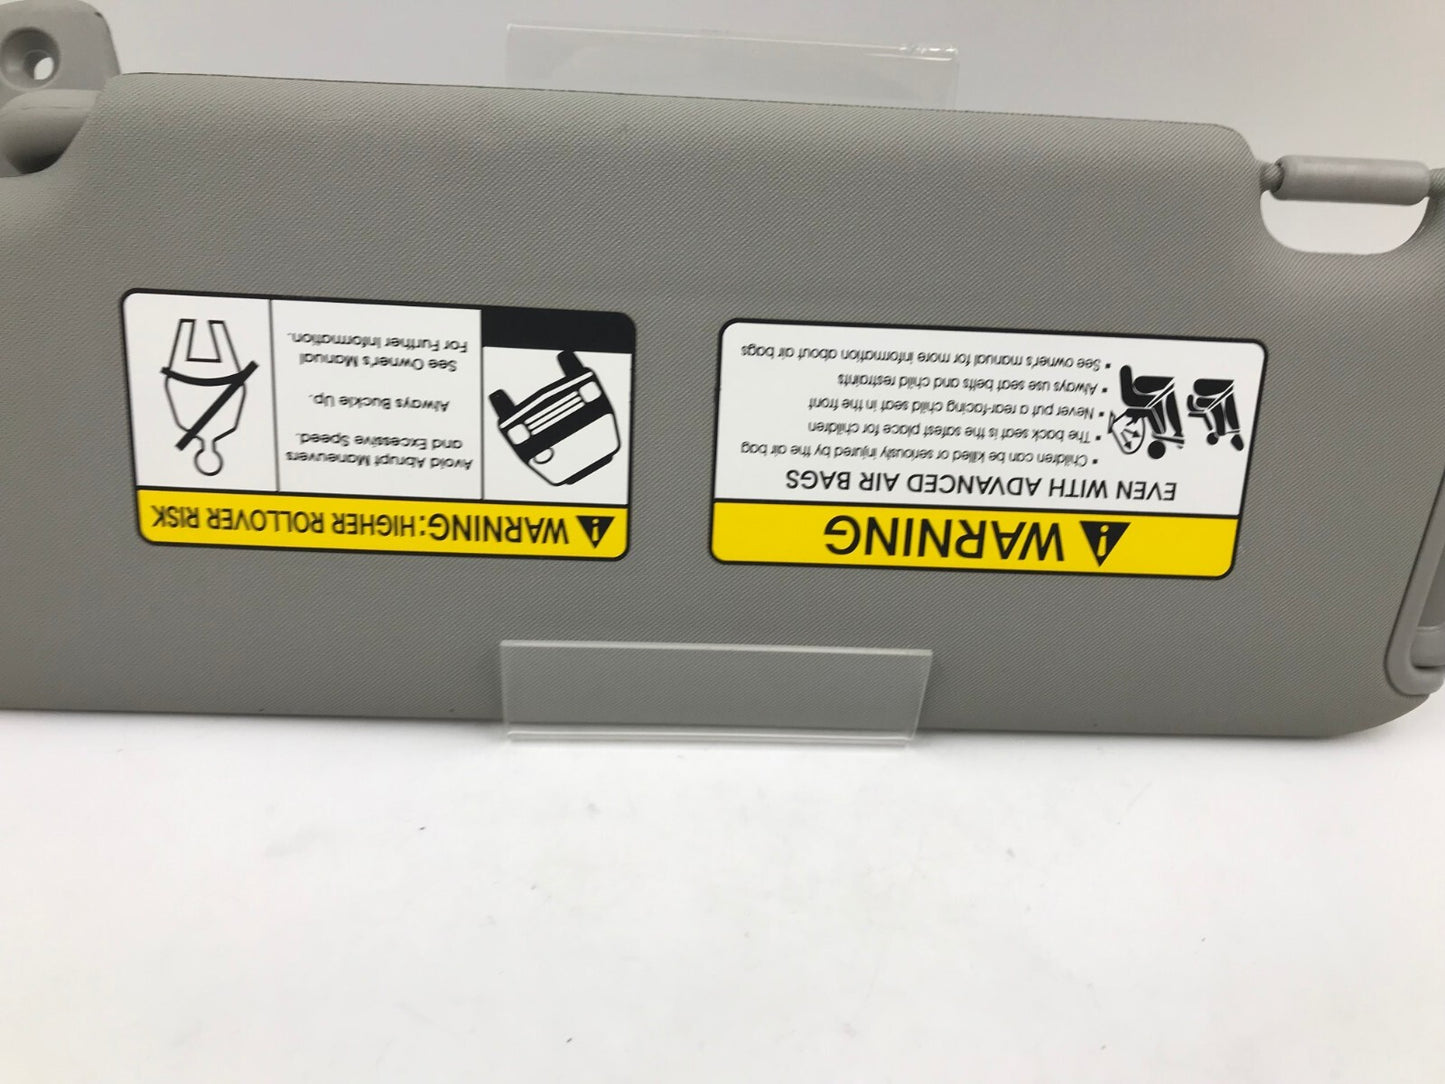 WARNING
EVEN WITH ADVANCED AIR BAGS
• Children can be killed or seriously injured by the air bag
• The back seat is the safest place for children
• Never put a rear-facing child seat in the front
• Always use seat belts and child restraints
• See owner's manual for more information about air bags
WARNING: HIGHER ROLLOVER RISK
Avoid Abrupt Maneuvers
and Excessive Speed.
Always Buckle Up.
See Owner's Manual
For Further Information.